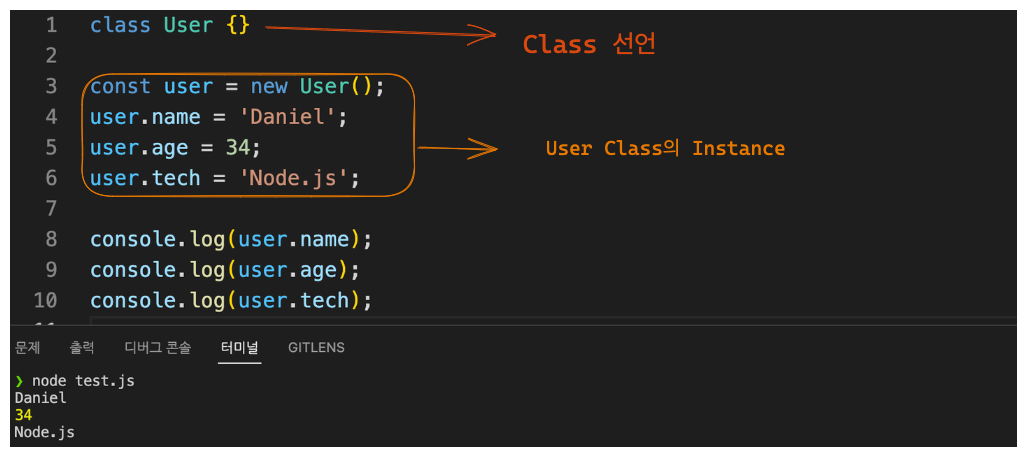 1 class User {}
Class 선언
2
3 const user = new User();
4 user.name = 'Daniel';
5 user.age = 34;
User Class의 Instance
6 user.tech = 'Node.js';
7
8 console.log(user.name);
9 console.log(user.age);
10 console.log(user.tech);
문제 출력 디버그 콘솔 터미널 GITLENS
❯ node test.js
Daniel
34
Node.js